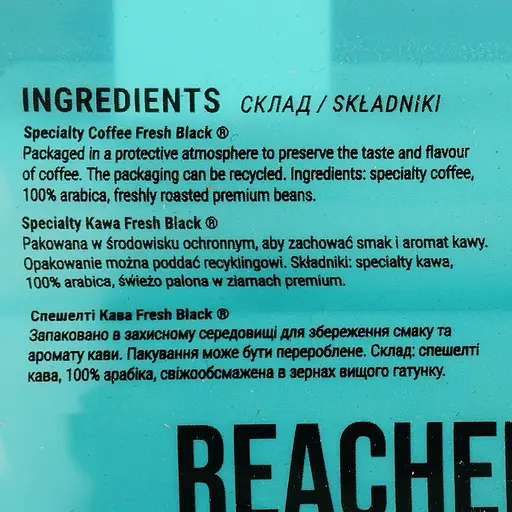 INGREDIENTS СКЛАД / SKŁADNIKI
Specialty Coffee Fresh Black ®
Packaged in a protective atmosphere to preserve the taste and flavour
of coffee. The packaging can be recycled. Ingredients: specialty coffee,
100% arabica, freshly roasted premium beans.
Specialty Kawa Fresh Black ®
Pakowana w środowisku ochronnym, aby zachować smak i aromat kawy.
Opakowanie można poddać recyklingowi. Składniki: specialty kawa,
100% arabica, świeżo palona w ziarnach premium.
Спешелті Кава Fresh Black ®
Запаковано в захисному середовищі для збереження смаку та
аромату кави. Пакування може бути перероблене. Склад: спешелті
кава, 100% арабіка, свіжообсмажена в зернах вищого гатунку.